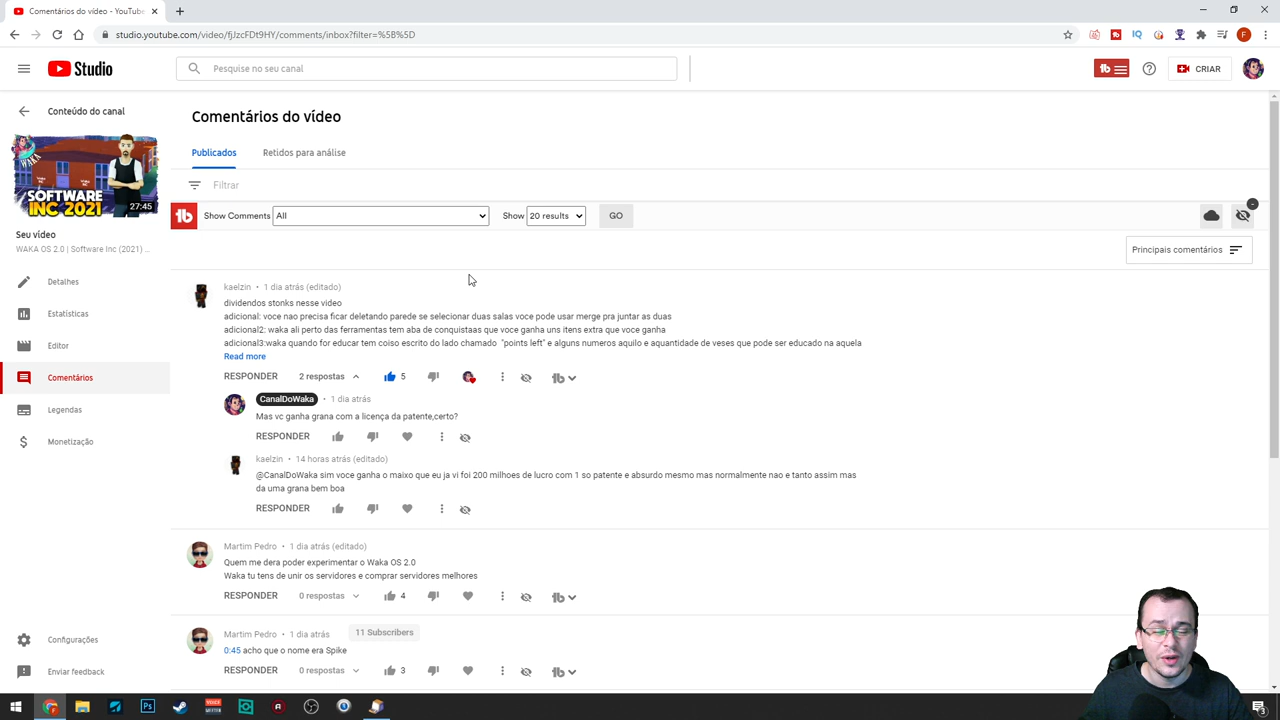 Comentários do vídeo - YouTube
studio.youtube.com/video/fjJzcFDt9HY/comments/inbox?filter=%5B%5D
IQ
F
Studio
Pesquise no seu canal
CRIAR
Conteúdo do canal
Comentários do vídeo
Publicados
Retidos para análise
WAKA
SOFTWARE
INC 2021
27:45
Filtrar
Show Comments
All
Show
20 results
GO
Seu vídeo
WAKA OS 2.0 | Software Inc (2021) ...
Principais comentários
Detalhes
Estatísticas
Editor
Comentários
Legendas
Monetização
kaelzin • 1 dia atrás (editado)
dividendos stonks nesse video
adicional: voce nao precisa ficar deletando parede se selecionar duas salas voce pode usar merge pra juntar as duas
adicional2: waka ali perto das ferramentas tem aba de conquistaas que voce ganha uns itens extra que voce ganha
adicional3:waka quando for educar tem coiso escrito do lado chamado "points left" e alguns numeros aquilo e aquantidade de veses que pode ser educado na aquela
Read more
RESPONDER
2 respostas
5
CanalDoWaka • 1 dia atrás
Mas vc ganha grana com a licença da patente,certo?
RESPONDER
kaelzin • 14 horas atrás (editado)
@CanalDoWaka sim voce ganha o maixo que eu ja vi foi 200 milhoes de lucro com 1 so patente e absurdo mesmo mas normalmente nao e tanto assim mas
da uma grana bem boa
RESPONDER
Martim Pedro • 1 dia atrás (editado)
Quem me dera poder experimentar o Waka OS 2.0
Waka tu tens de unir os servidores e comprar servidores melhores
RESPONDER
0 respostas
4
Martim Pedro • 1 dia atrás
11 Subscribers
0:45 acho que o nome era Spike
RESPONDER
0 respostas
3
Configurações
Enviar feedback